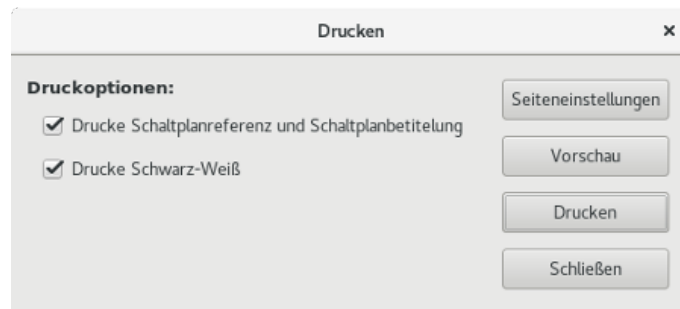 Drucken
Druckoptionen:
Drucke Schaltplanreferenz und Schaltplanbetitelung
Drucke Schwarz-Weiß
Seiteneinstellungen
Vorschau
Drucken
Schließen